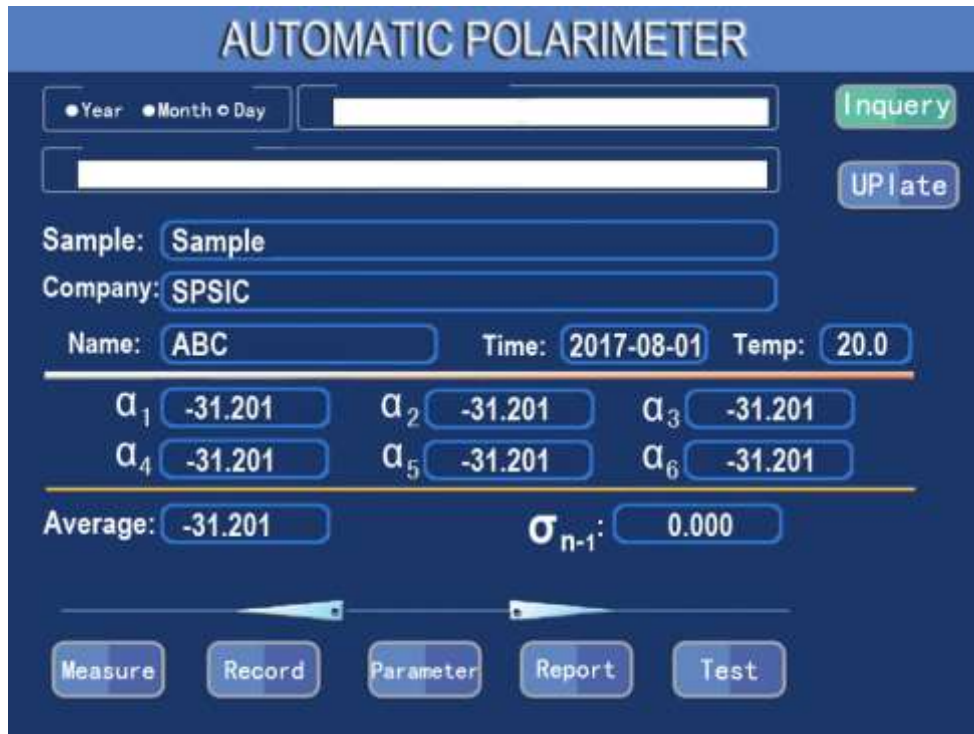 AUTOMATIC POLARIMETER
Year Month Day Inquery
UPlate
Sample: Sample
Company: SPSIC
Name: ABC Time: 2017-08-01 Temp: 20.0
α1 -31.201 α2 -31.201 α3 -31.201
α4 -31.201 α5 -31.201 α6 -31.201
Average: -31.201 σn-1: 0.000
Measure Record Parameter Report Test